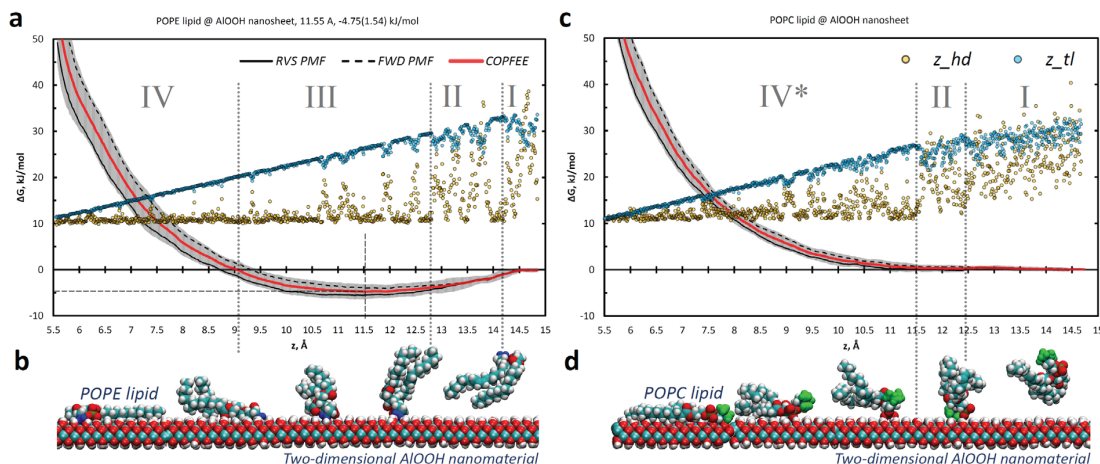 a
POPE lipid @ AlOOH nanosheet, 11.55 A, -4.75(1.54) kJ/mol
50
40
30
20
10
0
-10
ΔG, kJ/mol
RVS PMF
FWD PMF
COPFEE
IV
III
II
I
5.5 6 6.5 7 7.5 8 8.5 9 9.5 10 10.5 11 11.5 12 12.5 13 13.5 14 14.5 15
z, Å
b
POPE lipid
Two-dimensional AlOOH nanomaterial
c
POPC lipid @ AlOOH nanosheet
50
40
30
20
10
0
-10
ΔG, kJ/mol
z_hd
z_tl
IV*
II
I
5.5 6 6.5 7 7.5 8 8.5 9 9.5 10 10.5 11 11.5 12 12.5 13 13.5 14 14.5 15
z, Å
d
POPC lipid
Two-dimensional AlOOH nanomaterial